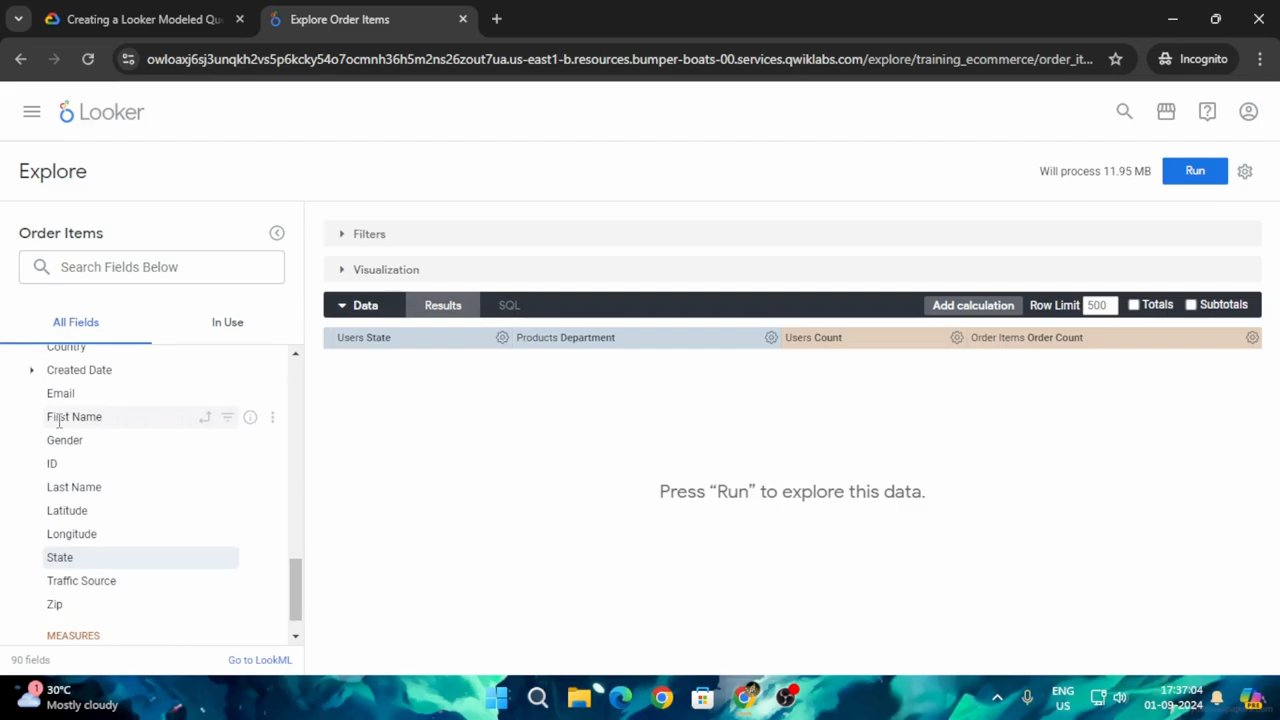 Creating a Looker Modeled Qu
Explore Order Items
owloaxj6sj3unqkh2vs5p6kcky54o7ocmnh36h5m2ns26zout7ua.us-east1-b.resources.bumper-boats-00.services.qwiklabs.com/explore/training_ecommerce/order_it...
Incognito
Looker
Explore
Will process 11.95 MB
Run
Order Items
Search Fields Below
All Fields
In Use
Country
Created Date
Email
First Name
Gender
ID
Last Name
Latitude
Longitude
State
Traffic Source
Zip
MEASURES
90 fields
Go to LookML
Filters
Visualization
Data
Results
SQL
Add calculation
Row Limit 500
Totals
Subtotals
Users State
Products Department
Users Count
Order Items Order Count
Press “Run” to explore this data.
1
30°C
Mostly cloudy
ENG
US
17:37:04
01-09-2024
PRE